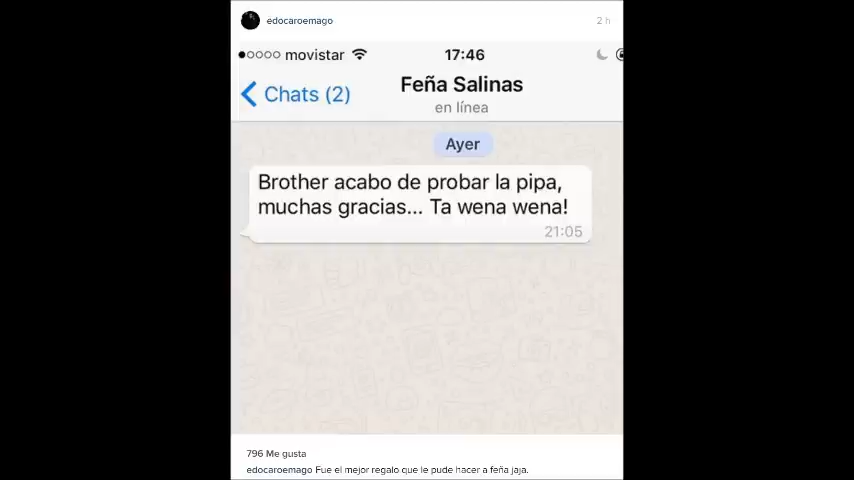 edocaroemago 2 h
movistar 17:46
Chats (2) Feña Salinas
en línea
Ayer
Brother acabo de probar la pipa,
muchas gracias... Ta wena wena!
21:05
796 Me gusta
edocaroemago Fue el mejor regalo que le pude hacer a feña jaja.